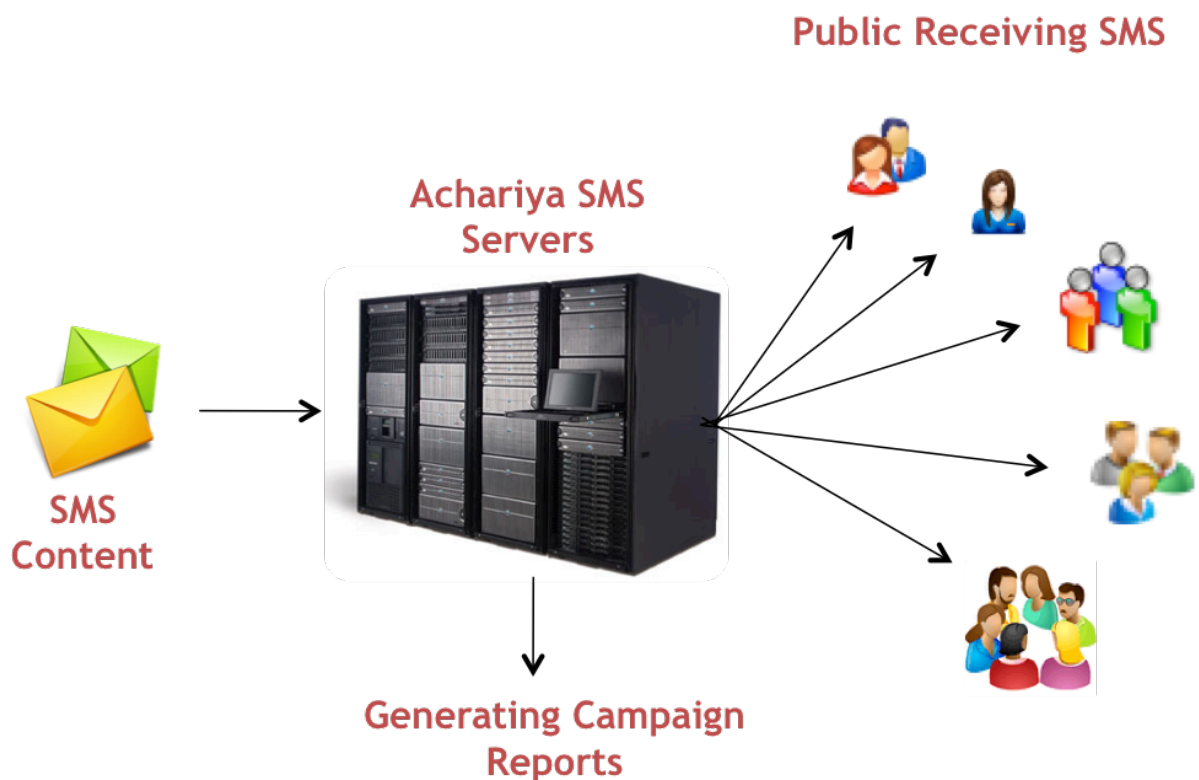 Public Receiving SMS
Achariya SMS
Servers
SMS
Content
Generating Campaign
Reports